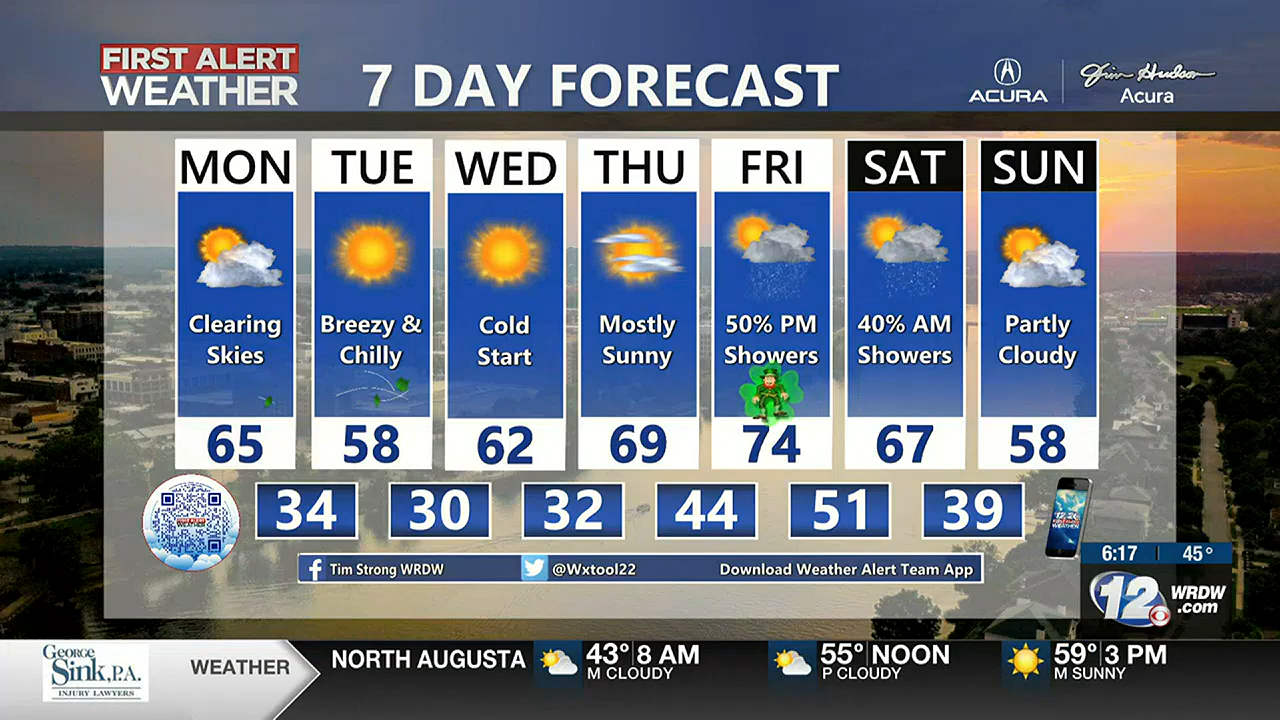 FIRST ALERT
WEATHER
7 DAY FORECAST
ACURA
Jim Hudson
Acura
MON TUE WED THU FRI SAT SUN
Clearing Skies
Breezy & Chilly
Cold Start
Mostly Sunny
50% PM Showers
40% AM Showers
Partly Cloudy
65 58 62 69 74 67 58
34 30 32 44 51 39
Tim Strong WRDW @Wxtool22 Download Weather Alert Team App
6:17 45°
12 WRDW
.com
GEORGE
Sink, P.A.
INJURY LAWYERS
WEATHER
NORTH AUGUSTA
43° 8 AM
M CLOUDY
55° NOON
P CLOUDY
59° 3 PM
M SUNNY